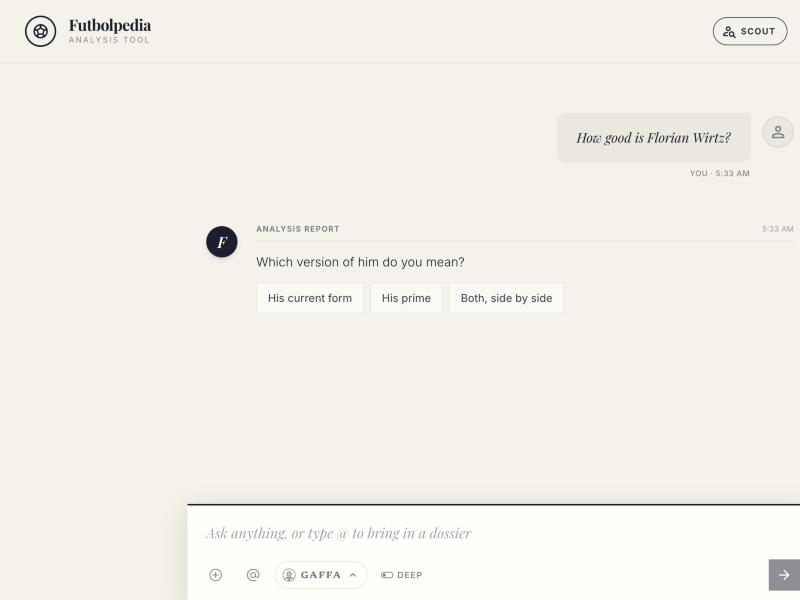 Futbolpedia
ANALYSIS TOOL
SCOUT
How good is Florian Wirtz?
YOU · 5:33 AM
F
ANALYSIS REPORT
5:33 AM
Which version of him do you mean?
His current form
His prime
Both, side by side
Ask anything, or type @ to bring in a dossier
GAFFA
DEEP